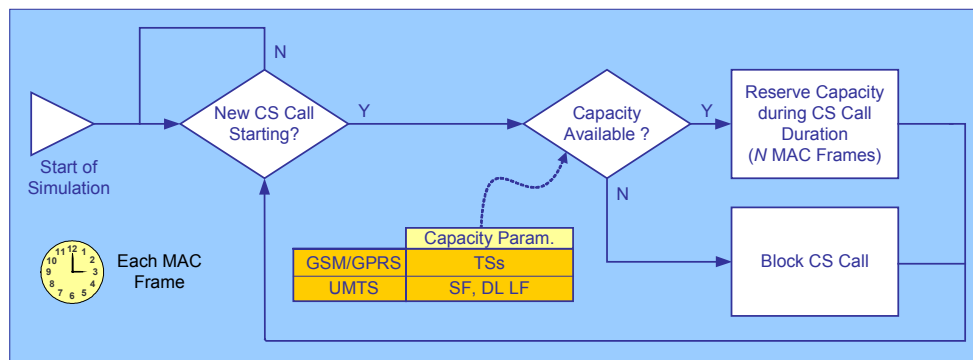 N
New CS Call
Starting?
Y
Capacity
Available ?
Y
Reserve Capacity
during CS Call
Duration
(N MAC Frames)
Start of
Simulation
N
Capacity Param.
GSM/GPRS TSs
UMTS SF, DL LF
Block CS Call
12
11 1
10 2
9 3
8 4
7 5
6
Each MAC
Frame